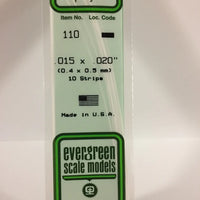 Item No. Loc. Code
110
.015 x .020"
(0.4 x 0.5 mm)
10 Strips
Made In U.S.A.
evergreen
scale models